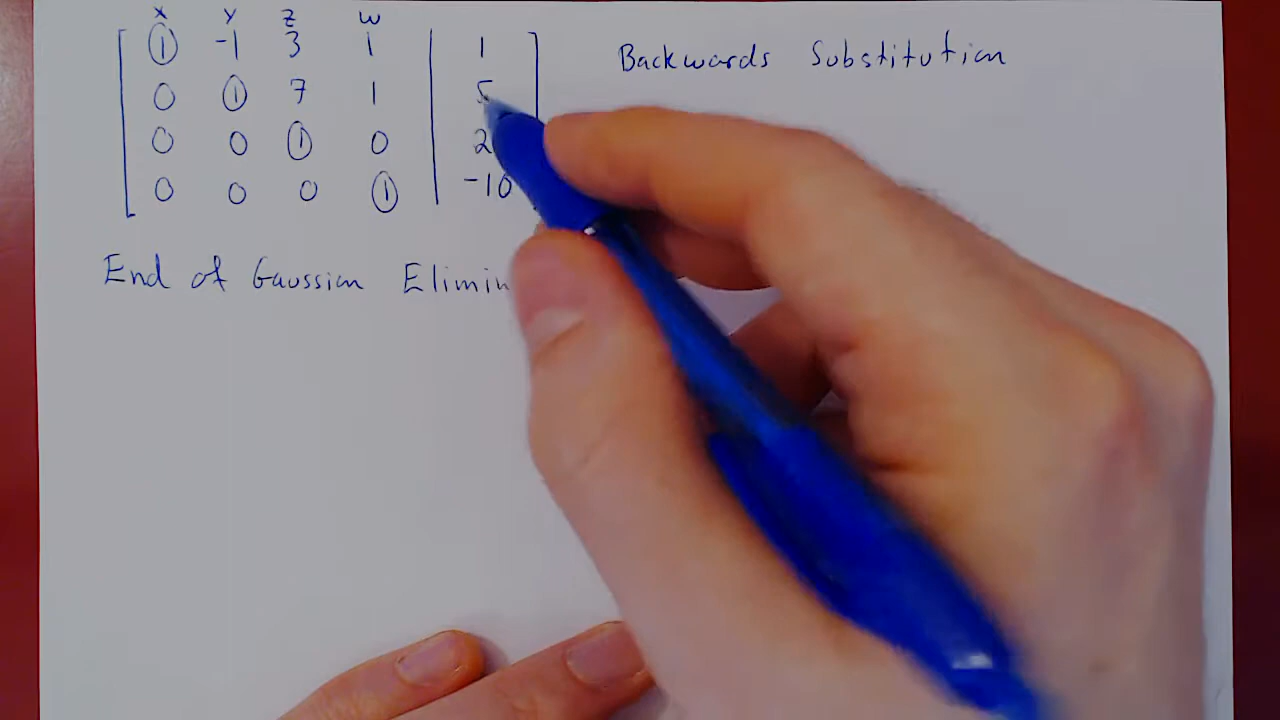 x y z w
1 -1 3 1 1
0 1 7 1 5
0 0 1 0 2
0 0 0 1 -10
Backwards Substitution
End of Gaussian Elimin